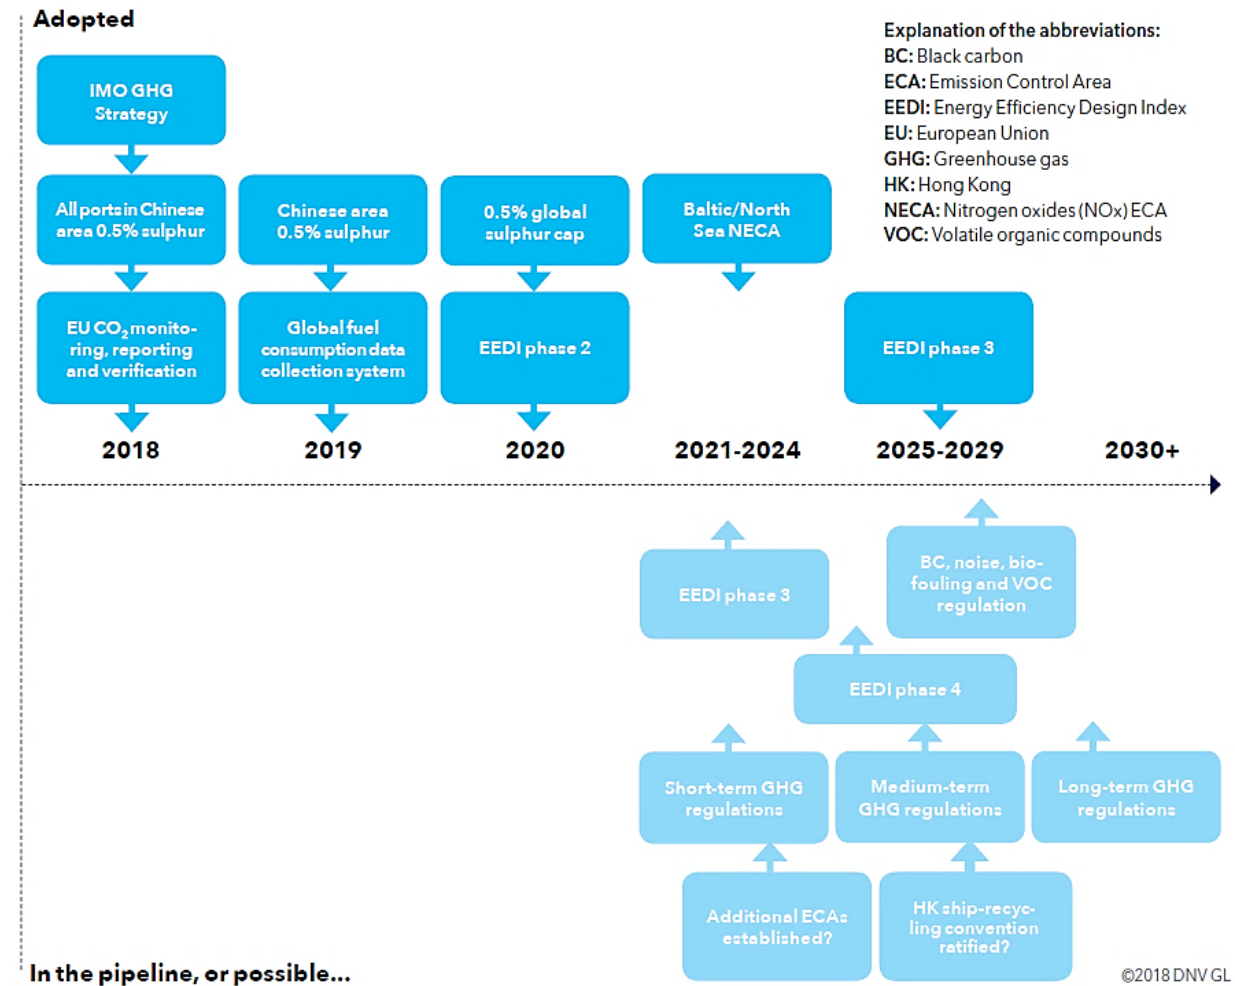 Adopted
Explanation of the abbreviations:
BC: Black carbon
ECA: Emission Control Area
EEDI: Energy Efficiency Design Index
EU: European Union
GHG: Greenhouse gas
HK: Hong Kong
NECA: Nitrogen oxides (NOx) ECA
VOC: Volatile organic compounds
IMO GHG
Strategy
All ports in Chinese
area 0.5% sulphur
Chinese area
0.5% sulphur
0.5% global
sulphur cap
Baltic/North
Sea NECA
EU CO2 monito-
ring, reporting
and verification
Global fuel
consumption data
collection system
EEDI phase 2
EEDI phase 3
2018
2019
2020
2021-2024
2025-2029
2030+
EEDI phase 3
BC, noise, bio-
fouling and VOC
regulation
EEDI phase 4
Short-term GHG
regulations
Medium-term
GHG regulations
Long-term GHG
regulations
Additional ECAs
established?
HK ship-recyc-
ling convention
ratified?
In the pipeline, or possible...
©2018 DNV GL